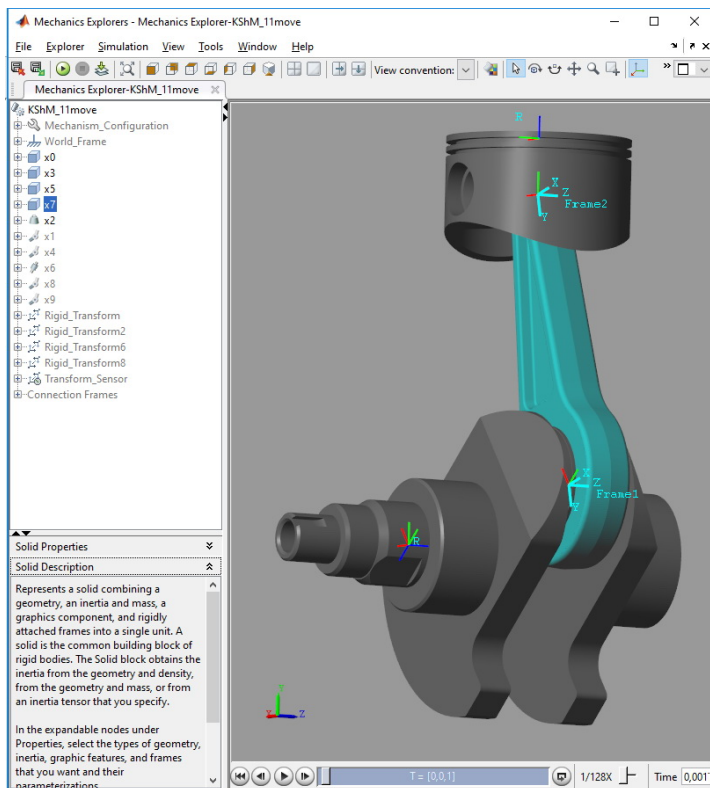 Mechanics Explorers - Mechanics Explorer-KShM_11move
File Explorer Simulation View Tools Window Help
View convention:
Mechanics Explorer-KShM_11move
KShM_11move
Mechanism_Configuration
World_Frame
x0
x3
x5
x7
x2
x1
x4
x6
x8
x9
Rigid_Transform
Rigid_Transform2
Rigid_Transform6
Rigid_Transform8
Transform_Sensor
Connection Frames
R
X
Z
Frame2
Y
X
Z
Frame1
Y
R
Y
X
Z
Solid Properties
Solid Description
Represents a solid combining a
geometry, an inertia and mass, a
graphics component, and rigidly
attached frames into a single unit. A
solid is the common building block of
rigid bodies. The Solid block obtains the
inertia from the geometry and density,
from the geometry and mass, or from
an inertia tensor that you specify.
In the expandable nodes under
Properties, select the types of geometry,
inertia, graphic features, and frames
that you want and their
parameterizations.
T = [0,0,1]
1/128X
Time 0,001